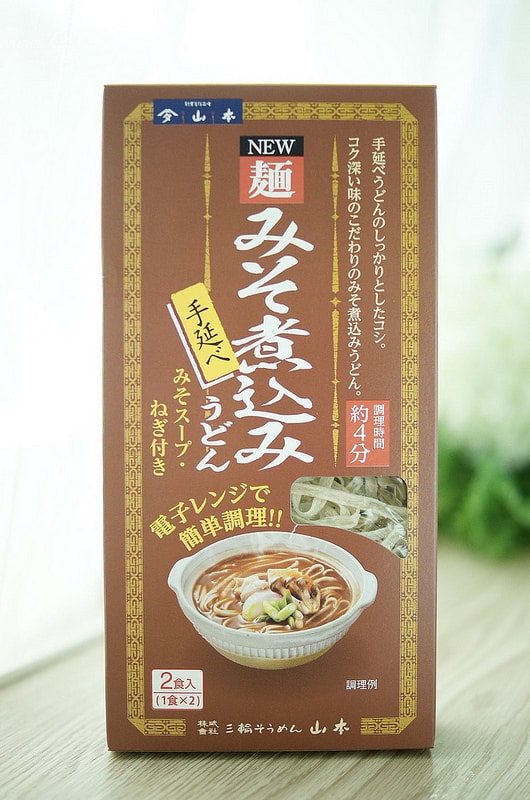 山本
NEW
麺
手延べうどんのしっかりとしたコシ。
コク深い味のこだわりのみそ煮込みうどん。
みそ煮込み
うどん
手延べ
みそスープ・
ねぎ付き
調理時間
約4分
電子レンジで
簡単調理!!
調理例
2食入
(1食×2)
株式会社 三輪そうめん 山本